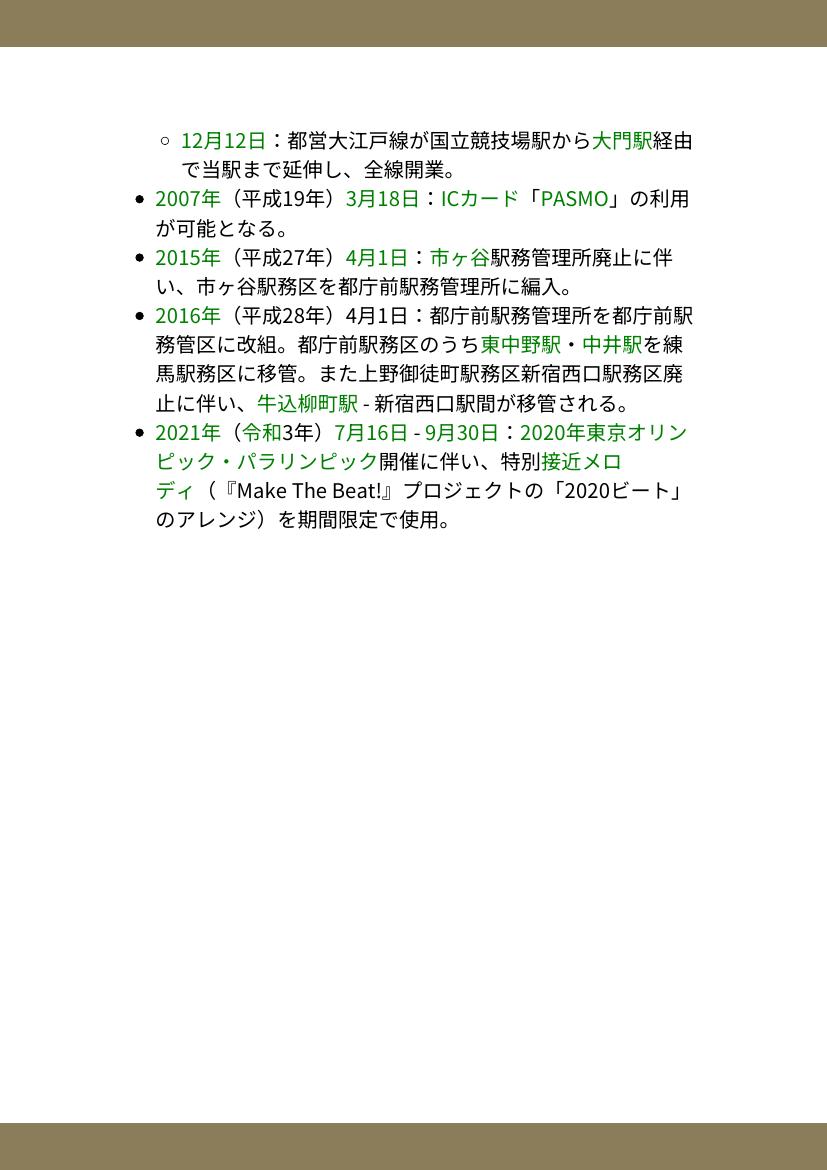 12月12日：都営大江戸線が国立競技場駅から大門駅経由
で当駅まで延伸し、全線開業。
2007年（平成19年）3月18日：ICカード「PASMO」の利用
が可能となる。
2015年（平成27年）4月1日：市ヶ谷駅務管理所廃止に伴
い、市ヶ谷駅務区を都庁前駅務管理所に編入。
2016年（平成28年）4月1日：都庁前駅務管理所を都庁前駅
務管区に改組。都庁前駅務区のうち東中野駅・中井駅を練
馬駅務区に移管。また上野御徒町駅務区新宿西口駅務区廃
止に伴い、牛込柳町駅 - 新宿西口駅間が移管される。
2021年（令和3年）7月16日 - 9月30日：2020年東京オリン
ピック・パラリンピック開催に伴い、特別接近メロ
ディ（『Make The Beat!』プロジェクトの「2020ビート」
のアレンジ）を期間限定で使用。